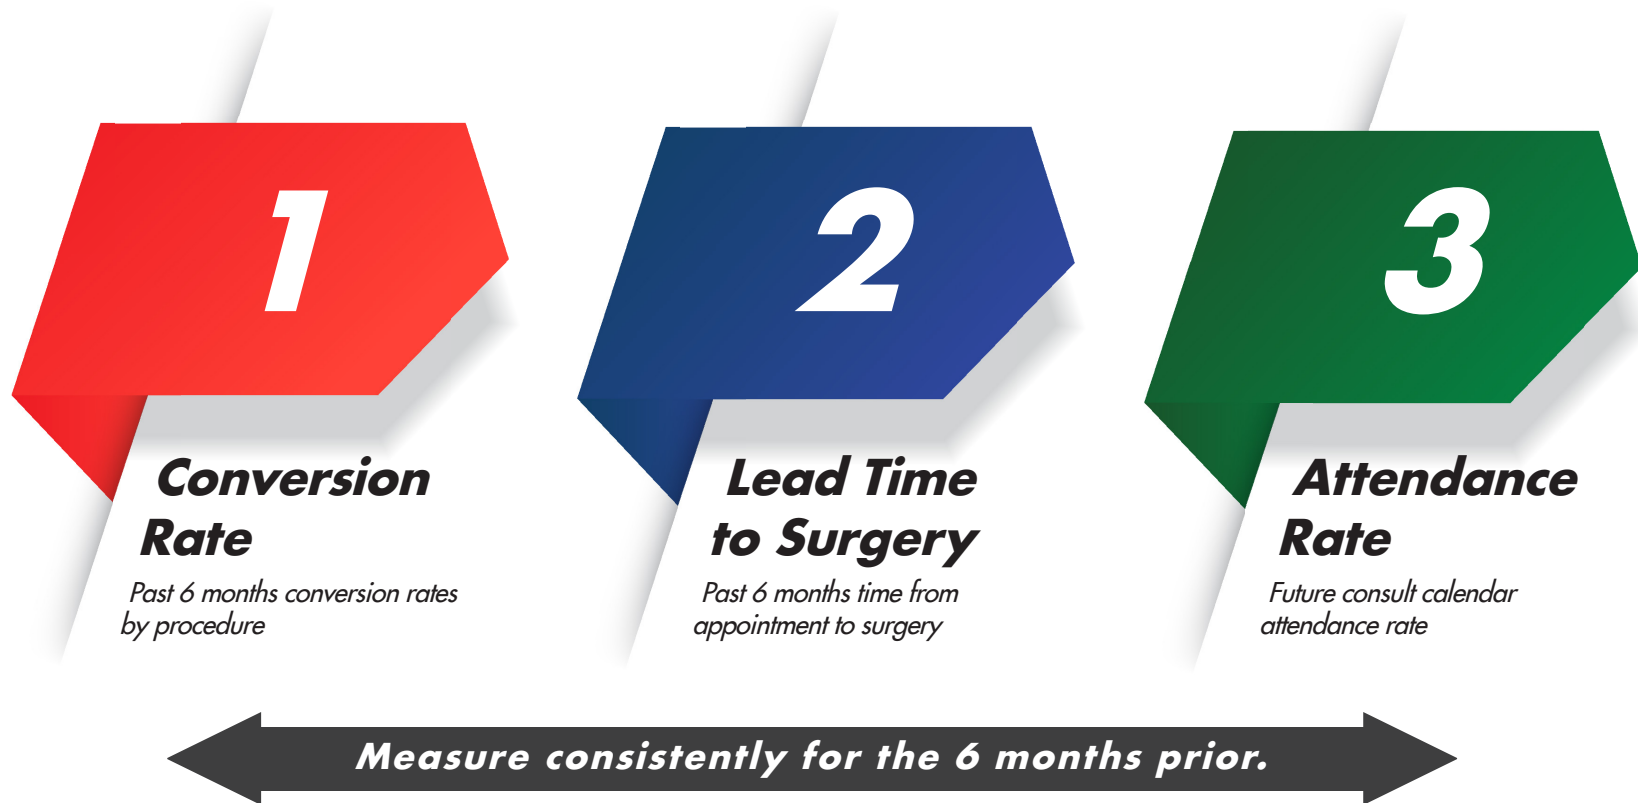 1
Conversion
Rate
Past 6 months conversion rates
by procedure
2
Lead Time
to Surgery
Past 6 months time from
appointment to surgery
3
Attendance
Rate
Future consult calendar
attendance rate
Measure consistently for the 6 months prior.